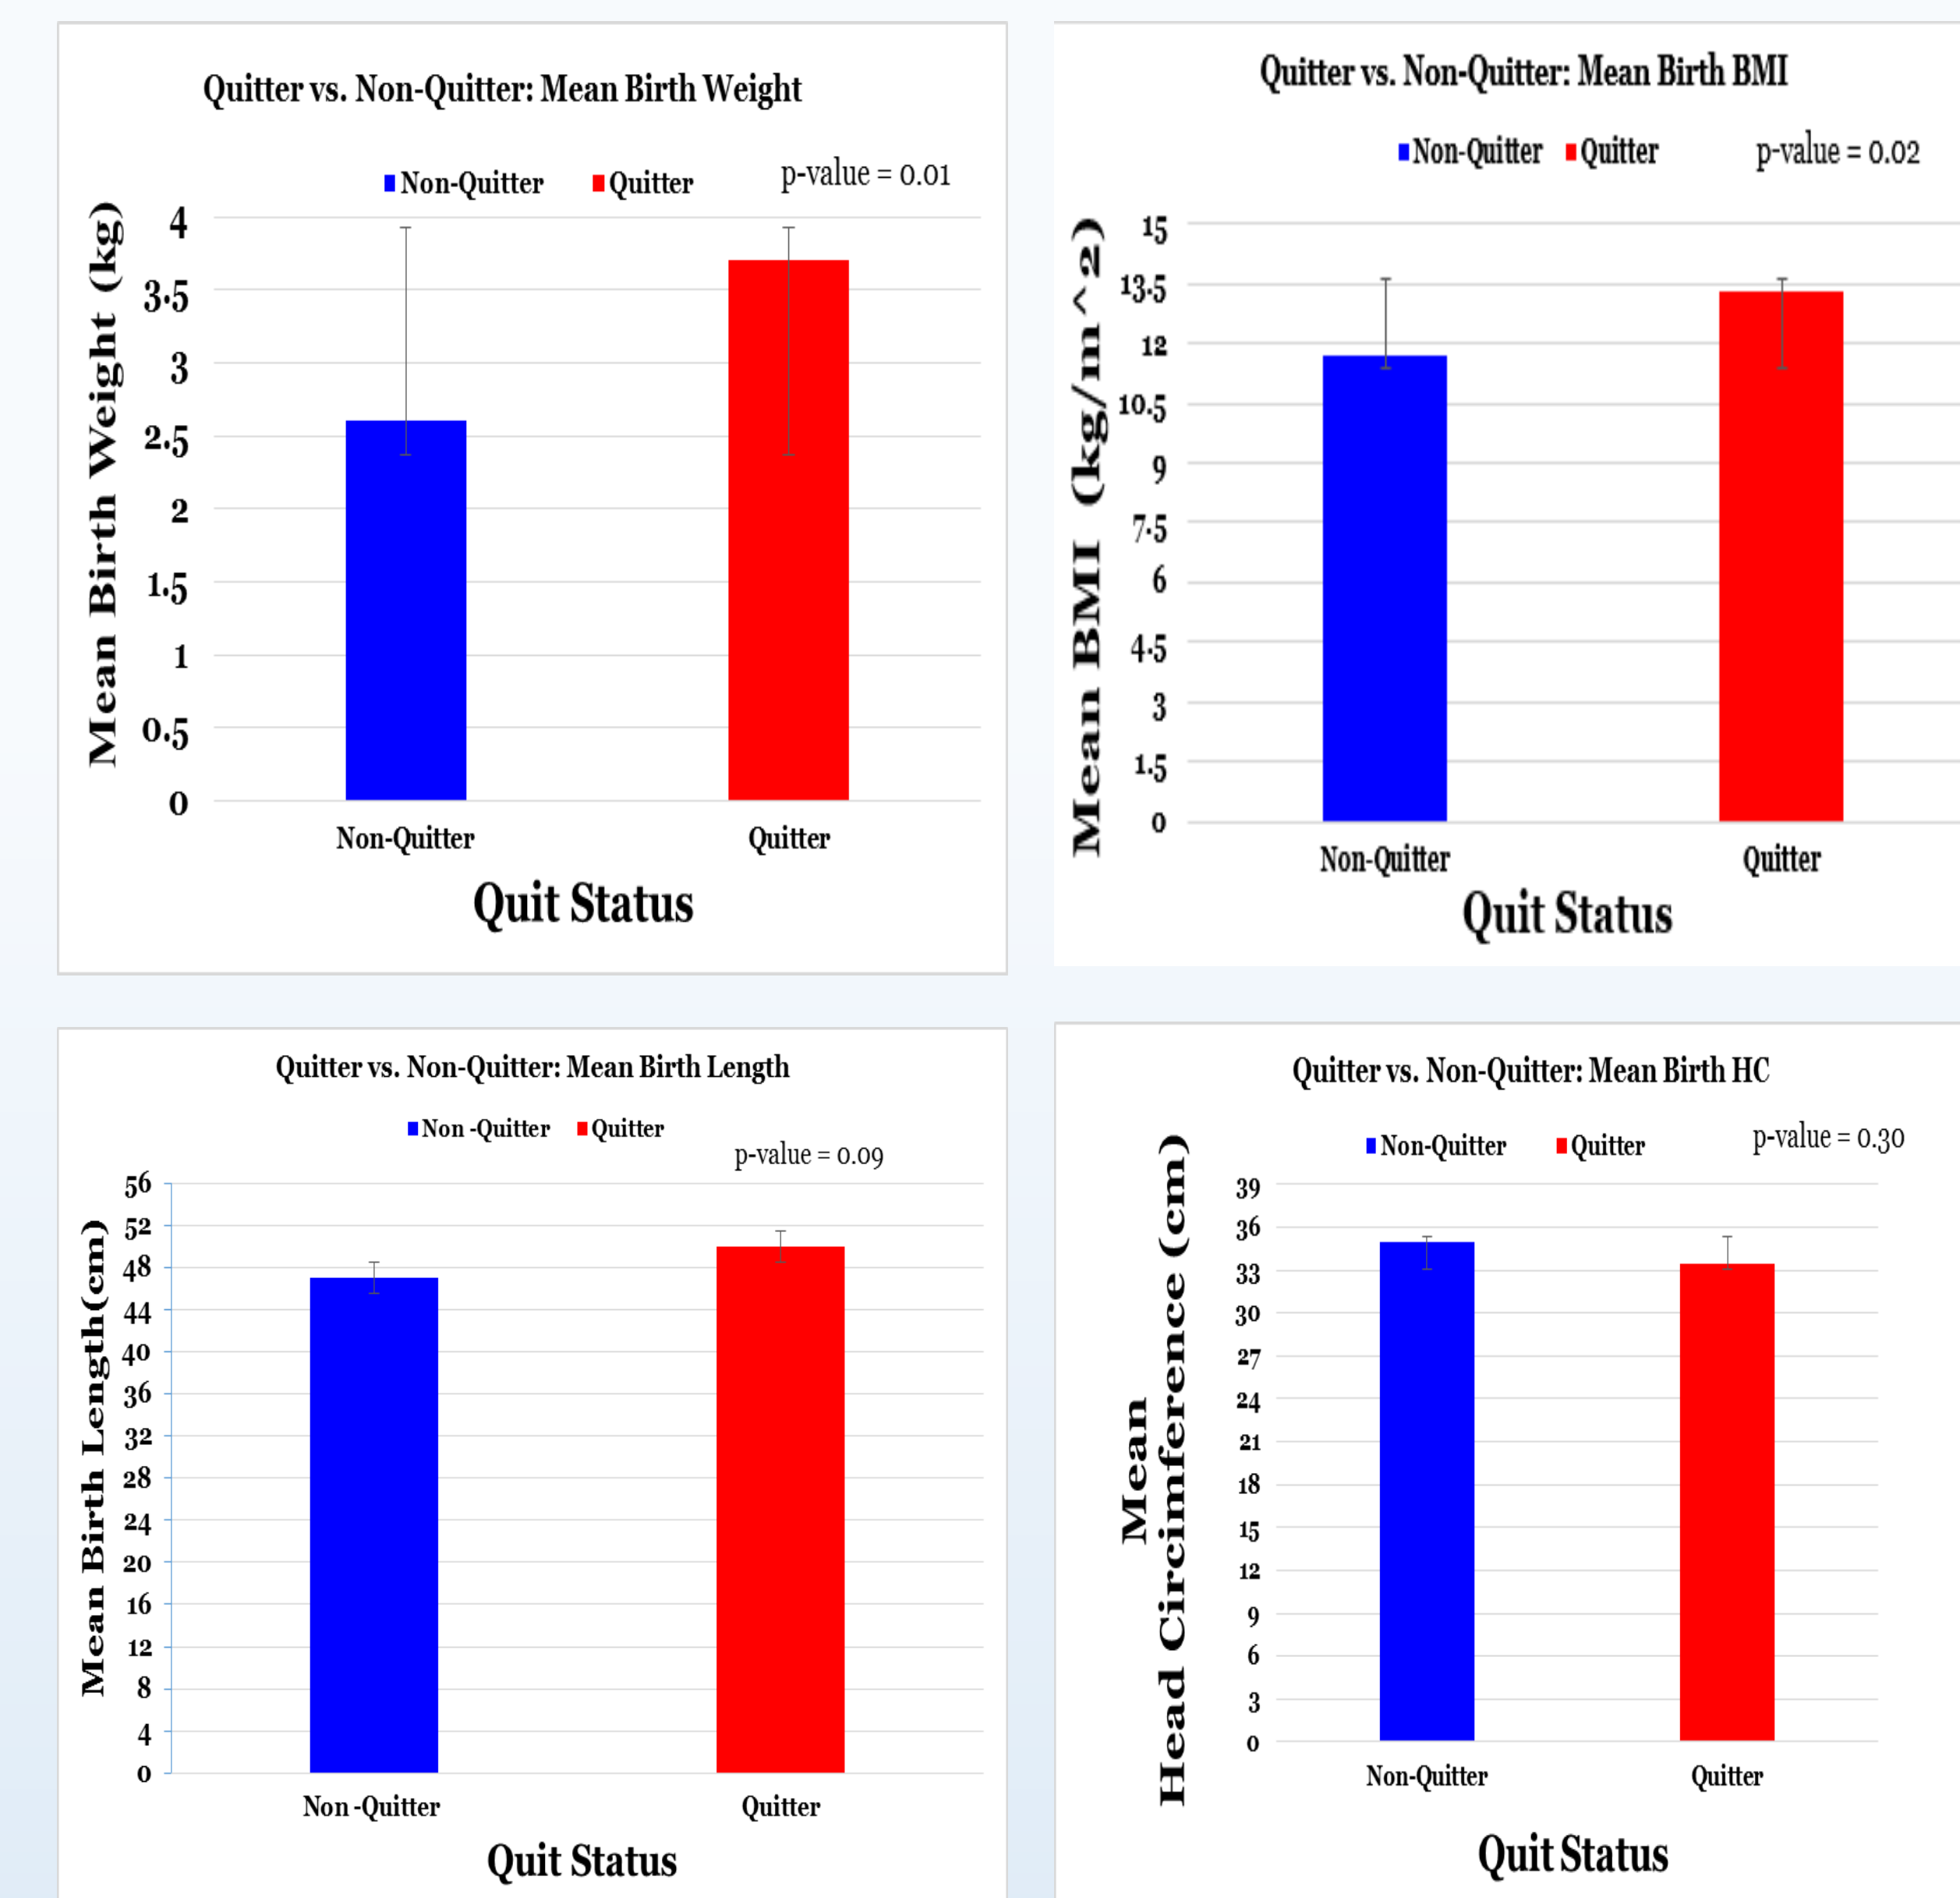 Quitter vs. Non-Quitter: Mean Birth Weight
Non-Quitter Quitter
p-value = 0.01
Mean Birth Weight (kg)
4
3.5
3
2.5
2
1.5
1
0.5
0
Non-Quitter Quitter
Quit Status
Quitter vs. Non-Quitter: Mean Birth BMI
Non-Quitter Quitter
p-value = 0.02
Mean BMI (kg/m^2)
15
13.5
12
10.5
9
7.5
6
4.5
3
1.5
0
Non-Quitter Quitter
Quit Status
Quitter vs. Non-Quitter: Mean Birth Length
Non -Quitter Quitter
p-value = 0.09
Mean Birth Length(cm)
56
52
48
44
40
36
32
28
24
20
16
12
8
4
0
Non -Quitter Quitter
Quit Status
Quitter vs. Non-Quitter: Mean Birth HC
Non-Quitter Quitter
p-value = 0.30
Mean
Head Circimference (cm)
39
36
33
30
27
24
21
18
15
12
9
6
3
0
Non-Quitter Quitter
Quit Status